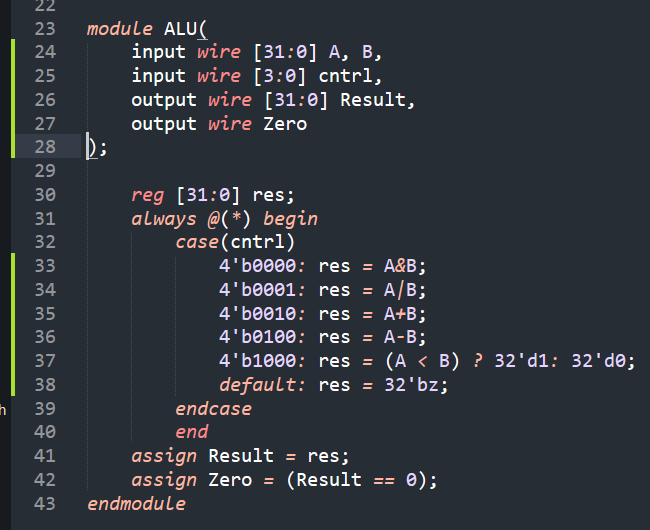 22
23 module ALU(
24     input wire [31:0] A, B,
25     input wire [3:0] cntrl,
26     output wire [31:0] Result,
27     output wire Zero
28 );
29
30     reg [31:0] res;
31     always @(*) begin
32         case(cntrl)
33             4'b0000: res = A&B;
34             4'b0001: res = A|B;
35             4'b0010: res = A+B;
36             4'b0100: res = A-B;
37             4'b1000: res = (A < B) ? 32'd1: 32'd0;
38             default: res = 32'bz;
h
39         endcase
40         end
41     assign Result = res;
42     assign Zero = (Result == 0);
43 endmodule